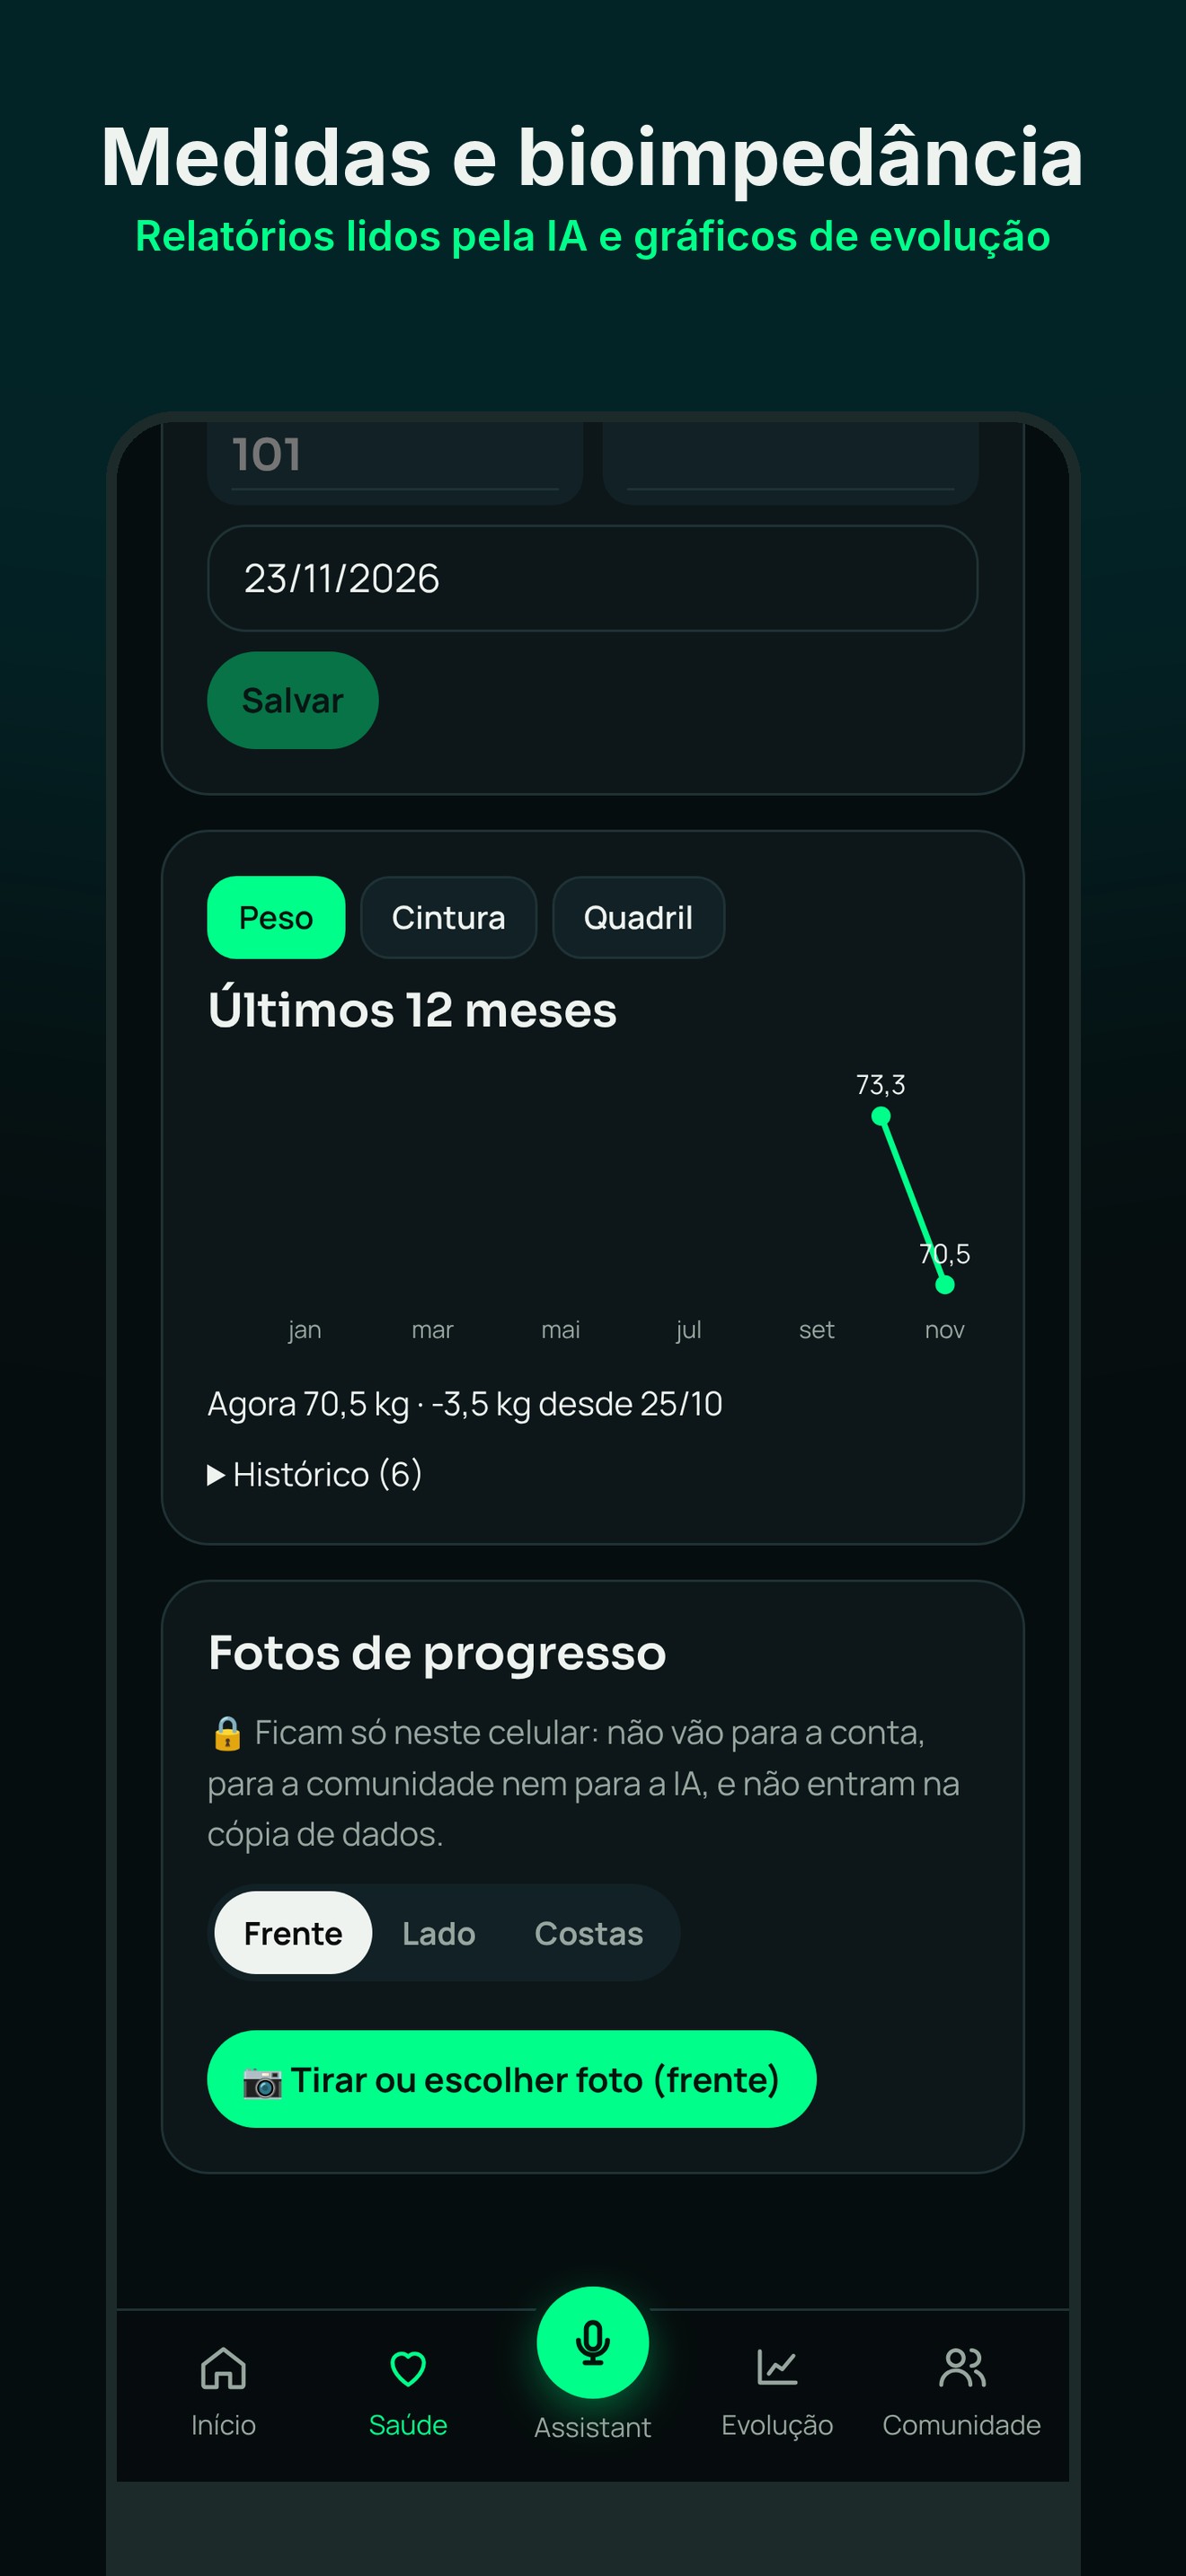 Medidas e bioimpedância
Relatórios lidos pela IA e gráficos de evolução
101
23/11/2026
Salvar
Peso Cintura Quadril
Últimos 12 meses
73,3
70,5
jan mar mai jul set nov
Agora 70,5 kg · -3,5 kg desde 25/10
▶ Histórico (6)
Fotos de progresso
🔒 Ficam só neste celular: não vão para a conta,
para a comunidade nem para a IA, e não entram na
cópia de dados.
Frente Lado Costas
📷 Tirar ou escolher foto (frente)
Início Saúde Assistant Evolução Comunidade